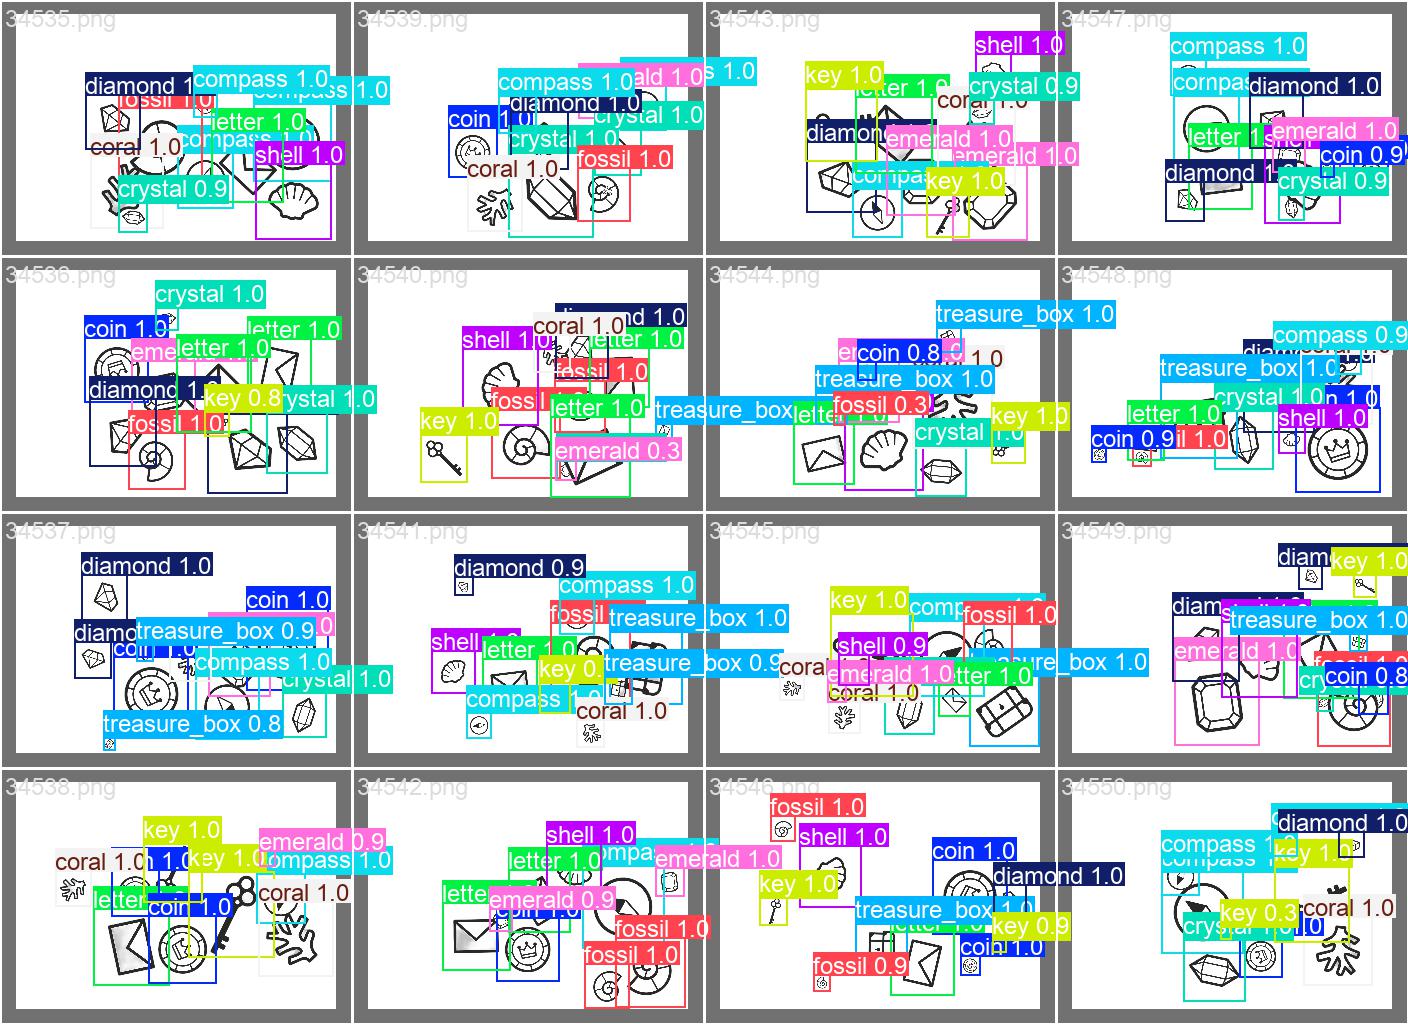 34535.png
diamond 1
compass 1.0
compass 1.0
fossil 1.0
letter 1.0
compass
coral 1.0
shell 1.0
crystal 0.9
34539.png
compass 1.0
s 1.0
ald 1.0
diamond 1.0
coin 1.0
crystal 1.0
crystal 1.0
coral 1.0
fossil 1.0
34543.png
shell 1.0
key 1.0
letter 1.0
coral 1.0
crystal 0.9
diamond
emerald 1.0
emerald 1.0
compas
key 1.0
34547.png
compass 1.0
compass
diamond 1.0
letter 1
emerald 1.0
shell
coin 0.9
diamond 1.0
crystal 0.9
34536.png
crystal 1.0
coin 1.0
letter 1.0
eme
letter 1.0
diamond 1.0
key 0.8
rystal 1.0
fossil 1.0
34540.png
diamond 1.0
coral 1.0
letter 1.0
shell 1.0
fossil 1.0
fossil
key 1.0
letter 1.0
treasure_box
emerald 0.3
34544.png
treasure_box 1.0
coin 0.8
1.0
treasure_box 1.0
fossil 0.3
letter
key 1.0
crystal 1.0
34548.png
compass 0.9
treasure_box 1.0
crystal 1.0
n 1.0
letter 1.0
shell 1.0
coin 0.9
il 1.0
34537.png
diamond 1.0
coin 1.0
diamo
treasure_box 0.9
.0
coin 1.0
compass 1.0
crystal 1.0
treasure_box 0.8
34541.png
diamond 0.9
compass 1.0
fossil
treasure_box 1.0
shell 1.0
letter
key 0.
treasure_box 0.9
compass 1.0
coral 1.0
34545.png
key 1.0
comp
fossil 1.0
shell 0.9
coral
emerald 1.0
tter 1.0
sure_box 1.0
coral 1.0
34549.png
diam
key 1.0
diam
treasure_box 1.0
emerald 1.0
cry
coin 0.8
34538.png
key 1.0
emerald 0.9
coral 1.0
n 1.0
key 1.0
compass 1.0
letter
coin 1.0
coral 1.0
34542.png
shell 1.0
letter 1.0
ompass
emerald 1.0
letter
emerald 0.9
coin 1.0
fossil 1.0
fossil 1.0
34546.png
fossil 1.0
shell 1.0
coin 1.0
key 1.0
diamond 1.0
treasure_box 1.0
letter 1.0
key 0.9
coin 1.0
fossil 0.9
34550.png
diamond 1.0
compass 1.0
compass
key 1.0
key 0.3
coral 1.0
crystal 1.0